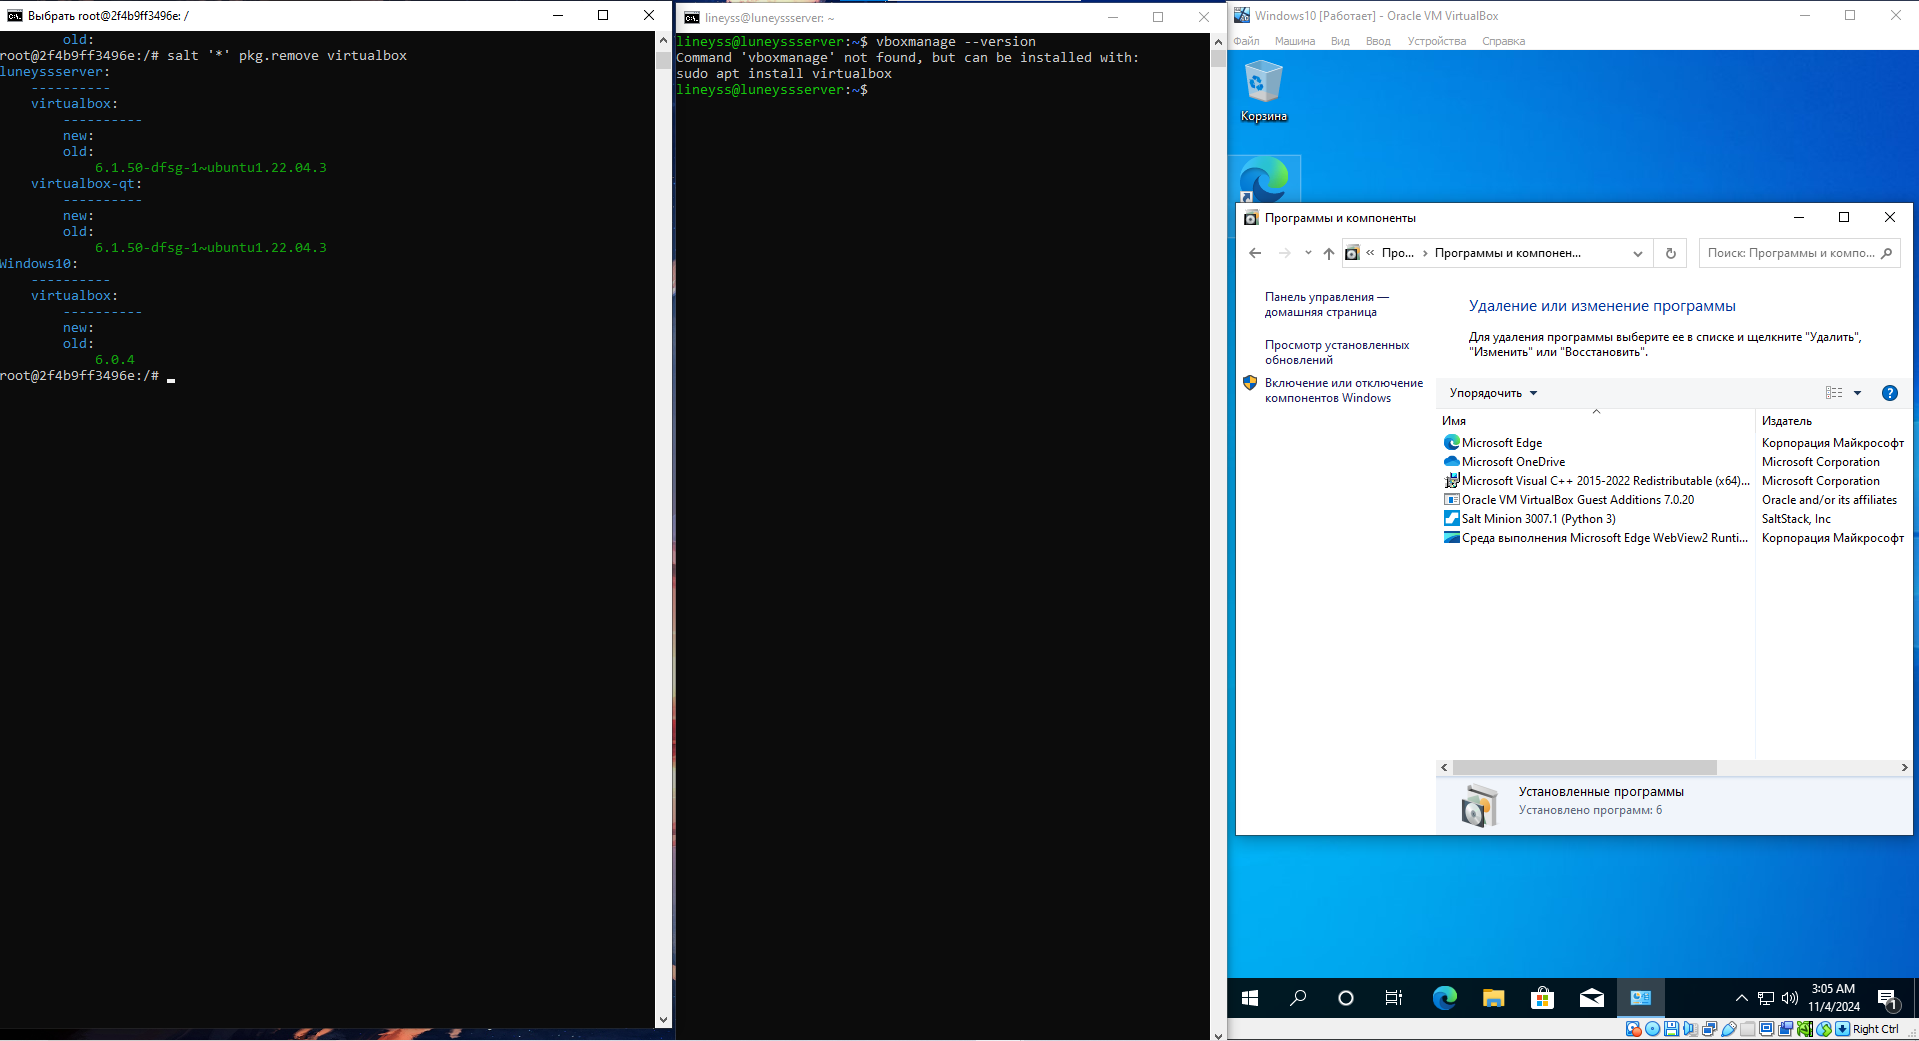 Выбрать root@2f4b9ff3496e: /
old:
root@2f4b9ff3496e:/# salt '*' pkg.remove virtualbox
luneyssserver:
----------
virtualbox:
----------
new:
old:
6.1.50-dfsg-1~ubuntu1.22.04.3
virtualbox-qt:
----------
new:
old:
6.1.50-dfsg-1~ubuntu1.22.04.3
Windows10:
----------
virtualbox:
----------
new:
old:
6.0.4
root@2f4b9ff3496e:/#
lineyss@luneyssserver: ~
lineyss@luneyssserver:~$ vboxmanage --version
Command 'vboxmanage' not found, but can be installed with:
sudo apt install virtualbox
lineyss@luneyssserver:~$
Windows10 [Работает] - Oracle VM VirtualBox
Файл Машина Вид Ввод Устройства Справка
Корзина
Программы и компоненты
« Про... › Программы и компонен...
Поиск: Программы и компо...
Панель управления —
домашняя страница
Просмотр установленных
обновлений
Включение или отключение
компонентов Windows
Удаление или изменение программы
Для удаления программы выберите ее в списке и щелкните "Удалить",
"Изменить" или "Восстановить".
Упорядочить
Имя Издатель
Microsoft Edge Корпорация Майкрософт
Microsoft OneDrive Microsoft Corporation
Microsoft Visual C++ 2015-2022 Redistributable (x64)... Microsoft Corporation
Oracle VM VirtualBox Guest Additions 7.0.20 Oracle and/or its affiliates
Salt Minion 3007.1 (Python 3) SaltStack, Inc
Среда выполнения Microsoft Edge WebView2 Runti... Корпорация Майкрософт
Установленные программы
Установлено программ: 6
3:05 AM
11/4/2024
1
Right Ctrl